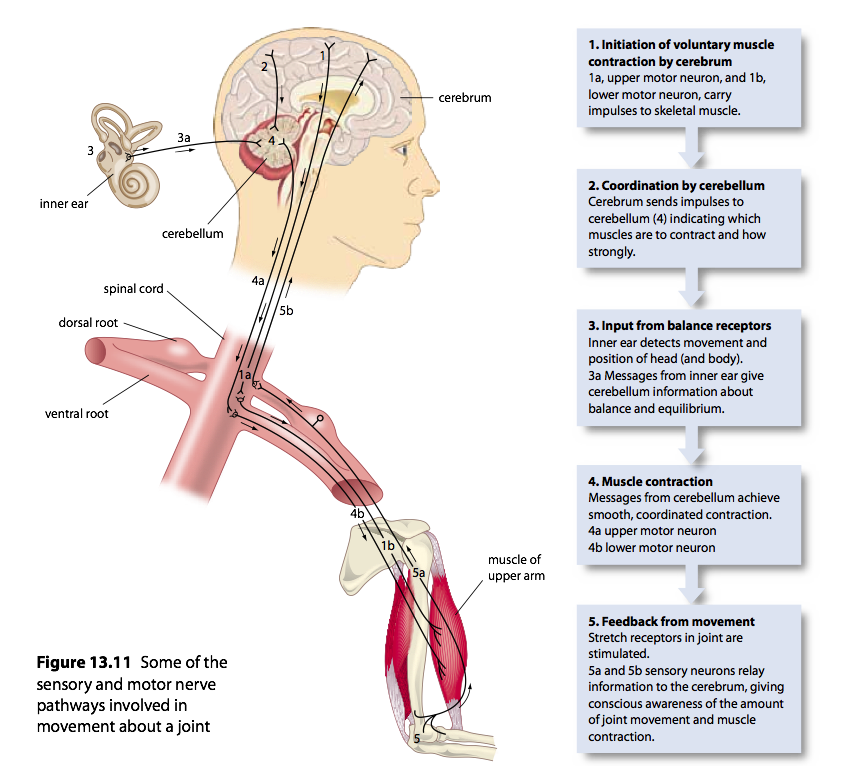 1
2
cerebrum
3a
3
4
inner ear
cerebellum
4a
spinal cord
5b
dorsal root
1a
ventral root
4b
1b
muscle of
upper arm
5a
5
Figure 13.11 Some of the
sensory and motor nerve
pathways involved in
movement about a joint
1. Initiation of voluntary muscle
contraction by cerebrum
1a, upper motor neuron, and 1b,
lower motor neuron, carry
impulses to skeletal muscle.
2. Coordination by cerebellum
Cerebrum sends impulses to
cerebellum (4) indicating which
muscles are to contract and how
strongly.
3. Input from balance receptors
Inner ear detects movement and
position of head (and body).
3a Messages from inner ear give
cerebellum information about
balance and equilibrium.
4. Muscle contraction
Messages from cerebellum achieve
smooth, coordinated contraction.
4a upper motor neuron
4b lower motor neuron
5. Feedback from movement
Stretch receptors in joint are
stimulated.
5a and 5b sensory neurons relay
information to the cerebrum, giving
conscious awareness of the amount
of joint movement and muscle
contraction.